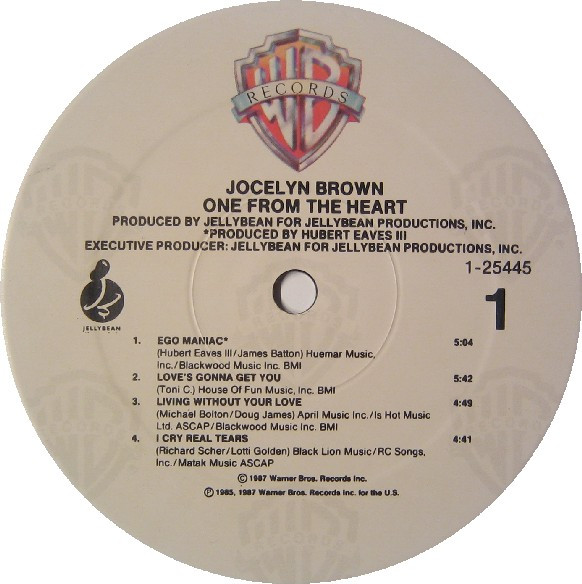 WB
RECORDS
JOCELYN BROWN
ONE FROM THE HEART
PRODUCED BY JELLYBEAN FOR JELLYBEAN PRODUCTIONS, INC.
*PRODUCED BY HUBERT EAVES III
EXECUTIVE PRODUCER: JELLYBEAN FOR JELLYBEAN PRODUCTIONS, INC.
1-25445
1
JELLYBEAN
1. EGO MANIAC* 5:04
(Hubert Eaves III/James Batton) Huemar Music,
Inc./Blackwood Music Inc. BMI
2. LOVE'S GONNA GET YOU 5:42
(Toni C.) House Of Fun Music, Inc. BMI
3. LIVING WITHOUT YOUR LOVE 4:49
(Michael Bolton/Doug James) April Music Inc./Is Hot Music
Ltd. ASCAP/Blackwood Music Inc. BMI
4. I CRY REAL TEARS 4:41
(Richard Scher/Lotti Golden) Black Lion Music/RC Songs,
Inc./Matak Music ASCAP
© 1987 Warner Bros. Records Inc.
℗ 1985, 1987 Warner Bros. Records Inc. for the U.S.